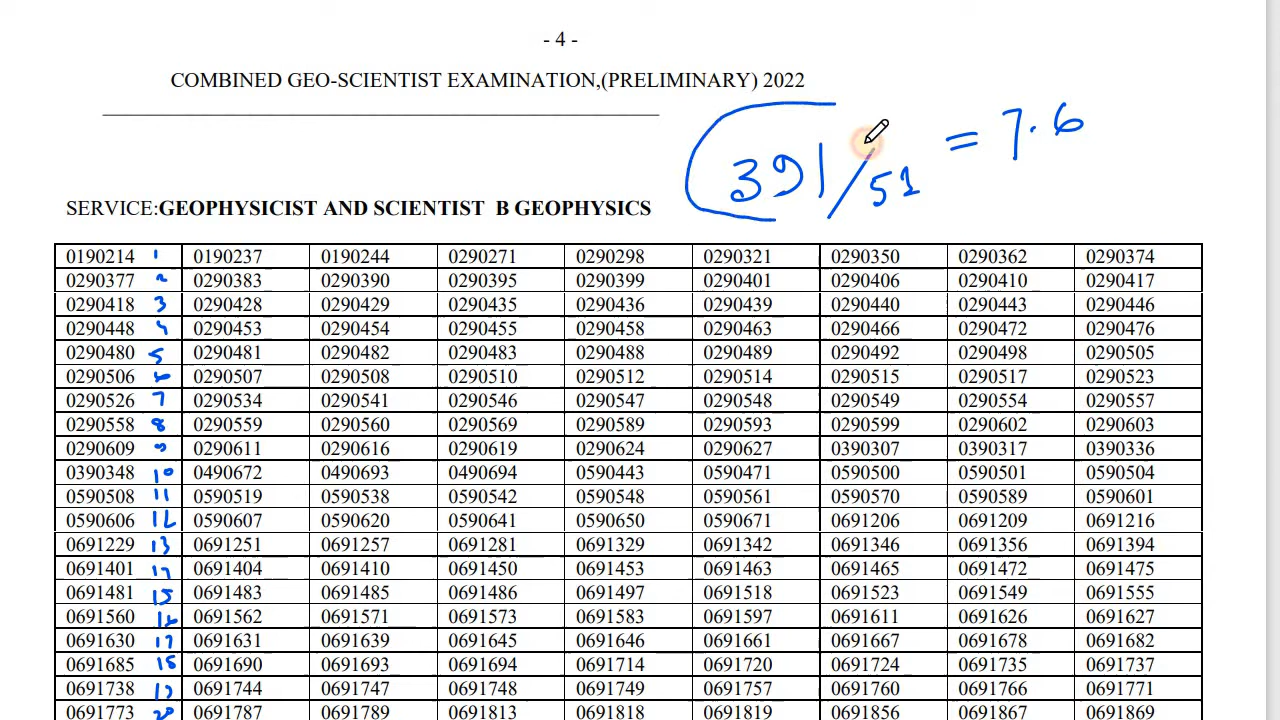 - 4 -
COMBINED GEO-SCIENTIST EXAMINATION,(PRELIMINARY) 2022
391/51 = 7.6
SERVICE:GEOPHYSICIST AND SCIENTIST B GEOPHYSICS
0190214 1 0190237 0190244 0290271 0290298 0290321 0290350 0290362 0290374
0290377 2 0290383 0290390 0290395 0290399 0290401 0290406 0290410 0290417
0290418 3 0290428 0290429 0290435 0290436 0290439 0290440 0290443 0290446
0290448 4 0290453 0290454 0290455 0290458 0290463 0290466 0290472 0290476
0290480 5 0290481 0290482 0290483 0290488 0290489 0290492 0290498 0290505
0290506 6 0290507 0290508 0290510 0290512 0290514 0290515 0290517 0290523
0290526 7 0290534 0290541 0290546 0290547 0290548 0290549 0290554 0290557
0290558 8 0290559 0290560 0290569 0290589 0290593 0290599 0290602 0290603
0290609 9 0290611 0290616 0290619 0290624 0290627 0390307 0390317 0390336
0390348 10 0490672 0490693 0490694 0590443 0590471 0590500 0590501 0590504
0590508 11 0590519 0590538 0590542 0590548 0590561 0590570 0590589 0590601
0590606 12 0590607 0590620 0590641 0590650 0590671 0691206 0691209 0691216
0691229 13 0691251 0691257 0691281 0691329 0691342 0691346 0691356 0691394
0691401 14 0691404 0691410 0691450 0691453 0691463 0691465 0691472 0691475
0691481 15 0691483 0691485 0691486 0691497 0691518 0691523 0691549 0691555
0691560 16 0691562 0691571 0691573 0691583 0691597 0691611 0691626 0691627
0691630 17 0691631 0691639 0691645 0691646 0691661 0691667 0691678 0691682
0691685 18 0691690 0691693 0691694 0691714 0691720 0691724 0691735 0691737
0691738 19 0691744 0691747 0691748 0691749 0691757 0691760 0691766 0691771
0691773 20 0691787 0691789 0691813 0691818 0691819 0691856 0691867 0691869